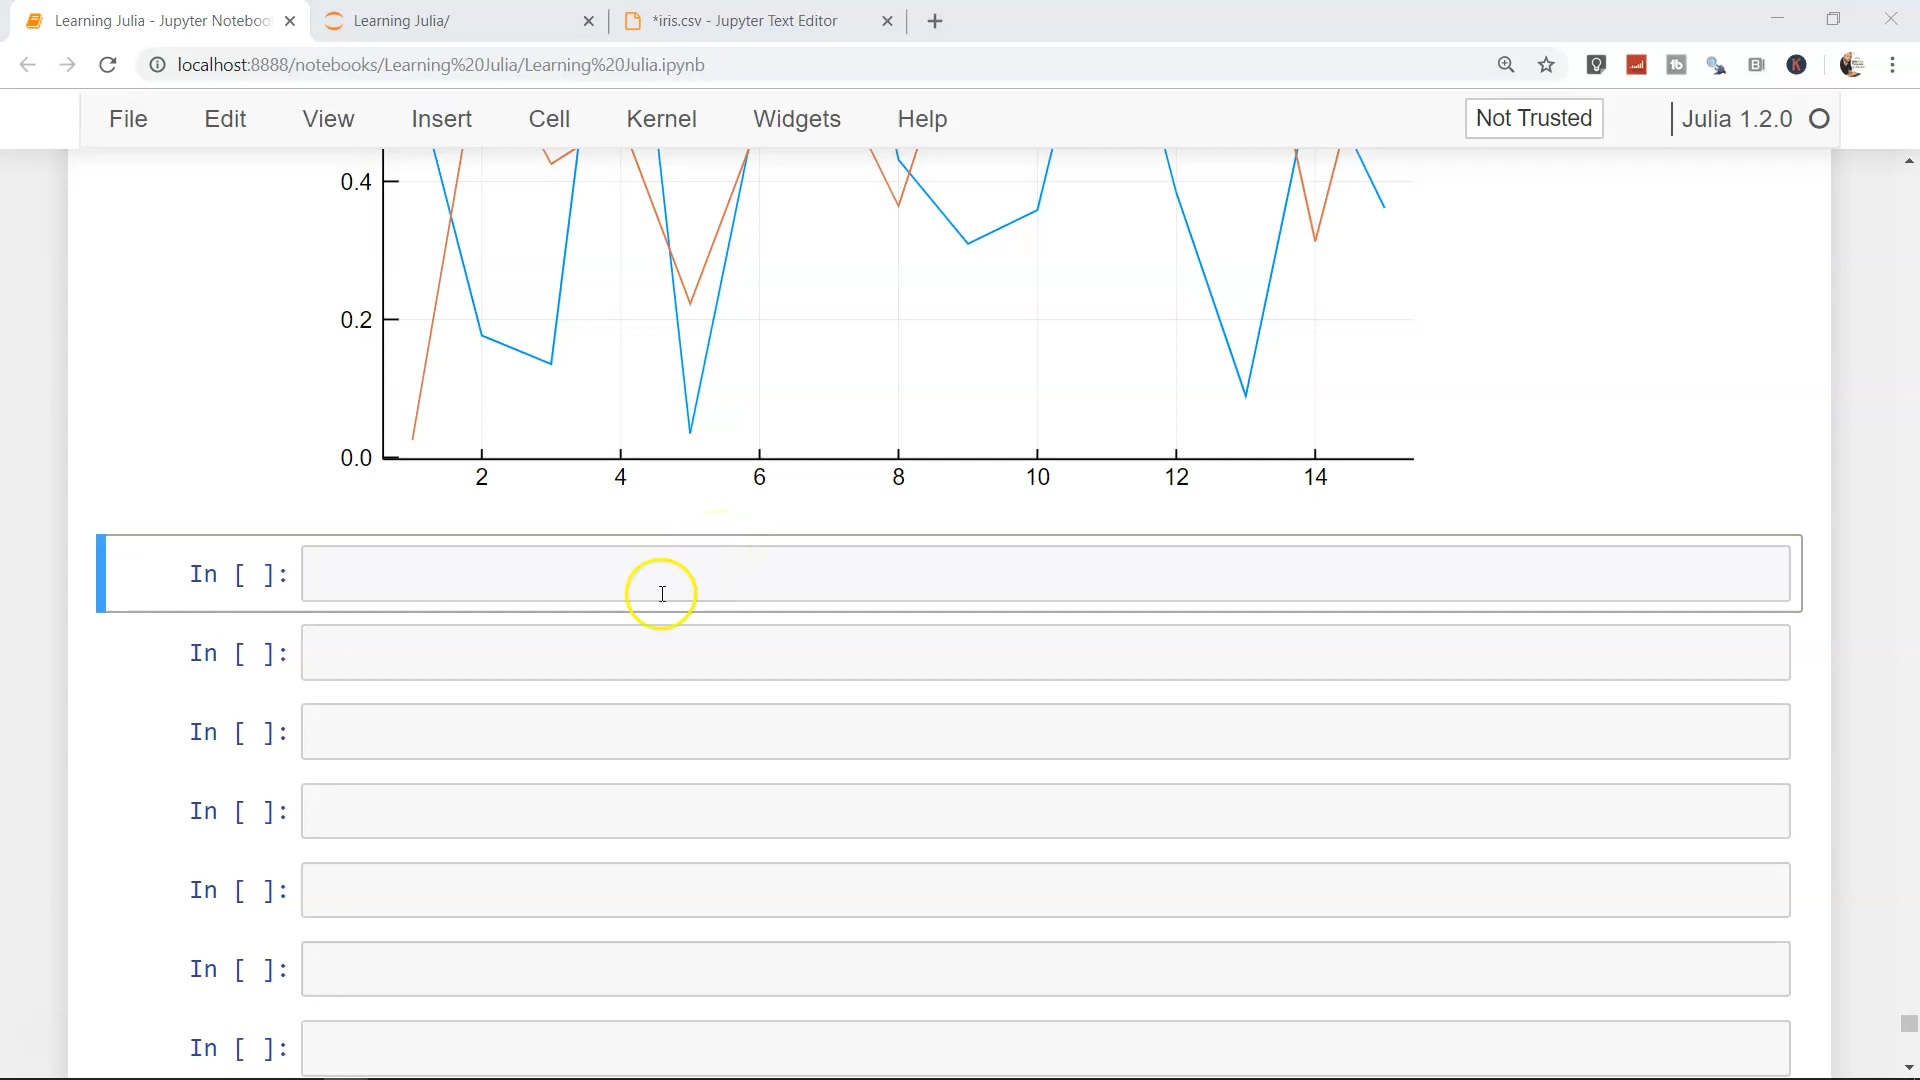 Learning Julia - Jupyter Noteboo
Learning Julia/
*iris.csv - Jupyter Text Editor
localhost:8888/notebooks/Learning%20Julia/Learning%20Julia.ipynb
File Edit View Insert Cell Kernel Widgets Help Not Trusted Julia 1.2.0
0.4
0.2
0.0
2 4 6 8 10 12 14
In [ ]:
In [ ]:
In [ ]:
In [ ]:
In [ ]:
In [ ]:
In [ ]: